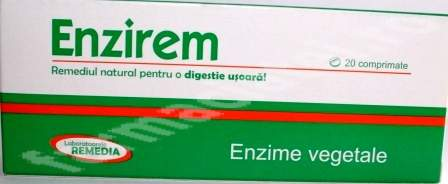 Enzirem
Remediul natural pentru o digestie ușoară!
20 comprimate
Laboratoarele
REMEDIA
Enzime vegetale